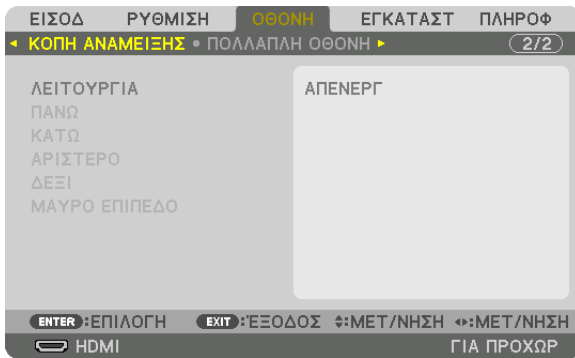 ΕΙΣΟΔ ΡΥΘΜΙΣΗ ΟΘΟΝΗ ΕΓΚΑΤΑΣΤ ΠΛΗΡΟΦ
◂ ΚΟΠΗ ΑΝΑΜΕΙΞΗΣ • ΠΟΛΛΑΠΛΗ ΟΘΟΝΗ ▸ 2/2
ΛΕΙΤΟΥΡΓΙΑ ΑΠΕΝΕΡΓ
ΠΑΝΩ
ΚΑΤΩ
ΑΡΙΣΤΕΡΟ
ΔΕΞΙ
ΜΑΥΡΟ ΕΠΙΠΕΔΟ
ENTER :ΕΠΙΛΟΓΗ EXIT :ΈΞΟΔΟΣ ♦:ΜΕΤ/ΝΗΣΗ ◂▸:ΜΕΤ/ΝΗΣΗ
HDMI ΓΙΑ ΠΡΟΧΩΡ